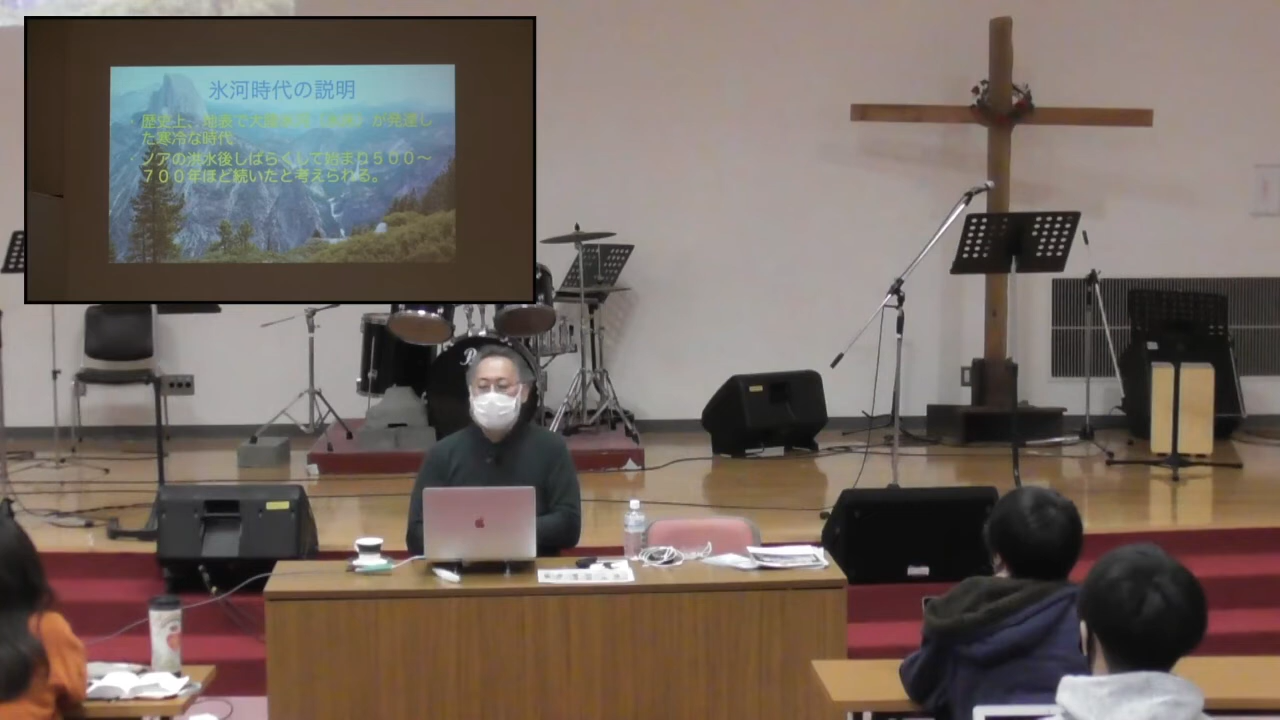 氷河時代の説明
歴史上、地表で大陸氷河（氷床）が発達し
た寒冷な時代
ノアの洪水後しばらくして始まり５００〜
７００年ほど続いたと考えられる。